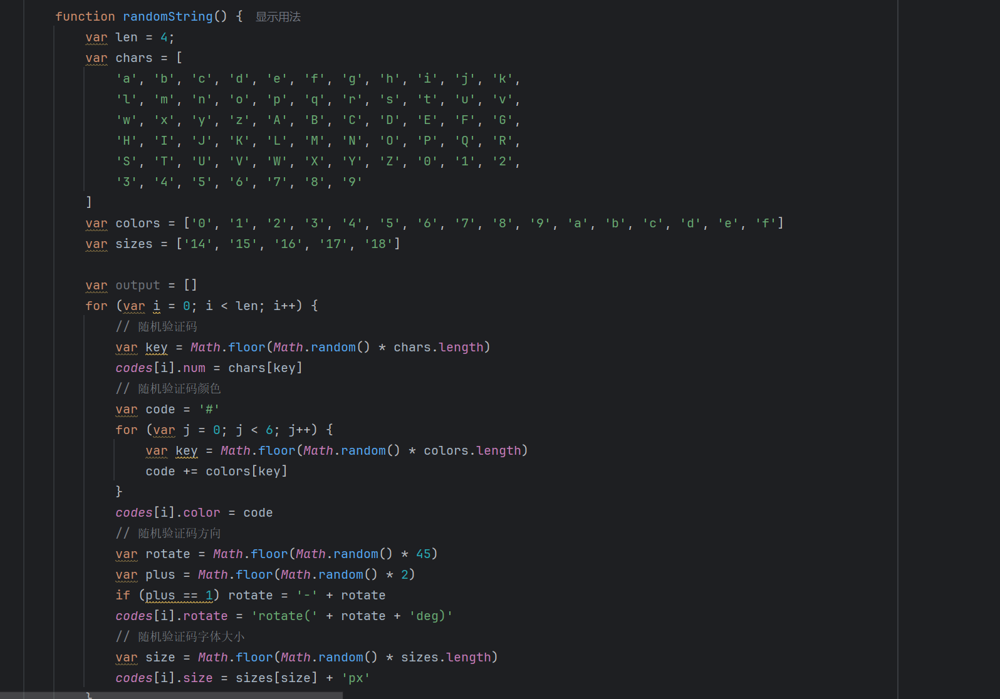 function randomString() { 显示用法
var len = 4;
var chars = [
'a', 'b', 'c', 'd', 'e', 'f', 'g', 'h', 'i', 'j', 'k',
'l', 'm', 'n', 'o', 'p', 'q', 'r', 's', 't', 'u', 'v',
'w', 'x', 'y', 'z', 'A', 'B', 'C', 'D', 'E', 'F', 'G',
'H', 'I', 'J', 'K', 'L', 'M', 'N', 'O', 'P', 'Q', 'R',
'S', 'T', 'U', 'V', 'W', 'X', 'Y', 'Z', '0', '1', '2',
'3', '4', '5', '6', '7', '8', '9'
]
var colors = ['0', '1', '2', '3', '4', '5', '6', '7', '8', '9', 'a', 'b', 'c', 'd', 'e', 'f']
var sizes = ['14', '15', '16', '17', '18']
var output = []
for (var i = 0; i < len; i++) {
// 随机验证码
var key = Math.floor(Math.random() * chars.length)
codes[i].num = chars[key]
// 随机验证码颜色
var code = '#'
for (var j = 0; j < 6; j++) {
var key = Math.floor(Math.random() * colors.length)
code += colors[key]
}
codes[i].color = code
// 随机验证码方向
var rotate = Math.floor(Math.random() * 45)
var plus = Math.floor(Math.random() * 2)
if (plus == 1) rotate = '-' + rotate
codes[i].rotate = 'rotate(' + rotate + 'deg)'
// 随机验证码字体大小
var size = Math.floor(Math.random() * sizes.length)
codes[i].size = sizes[size] + 'px'
}